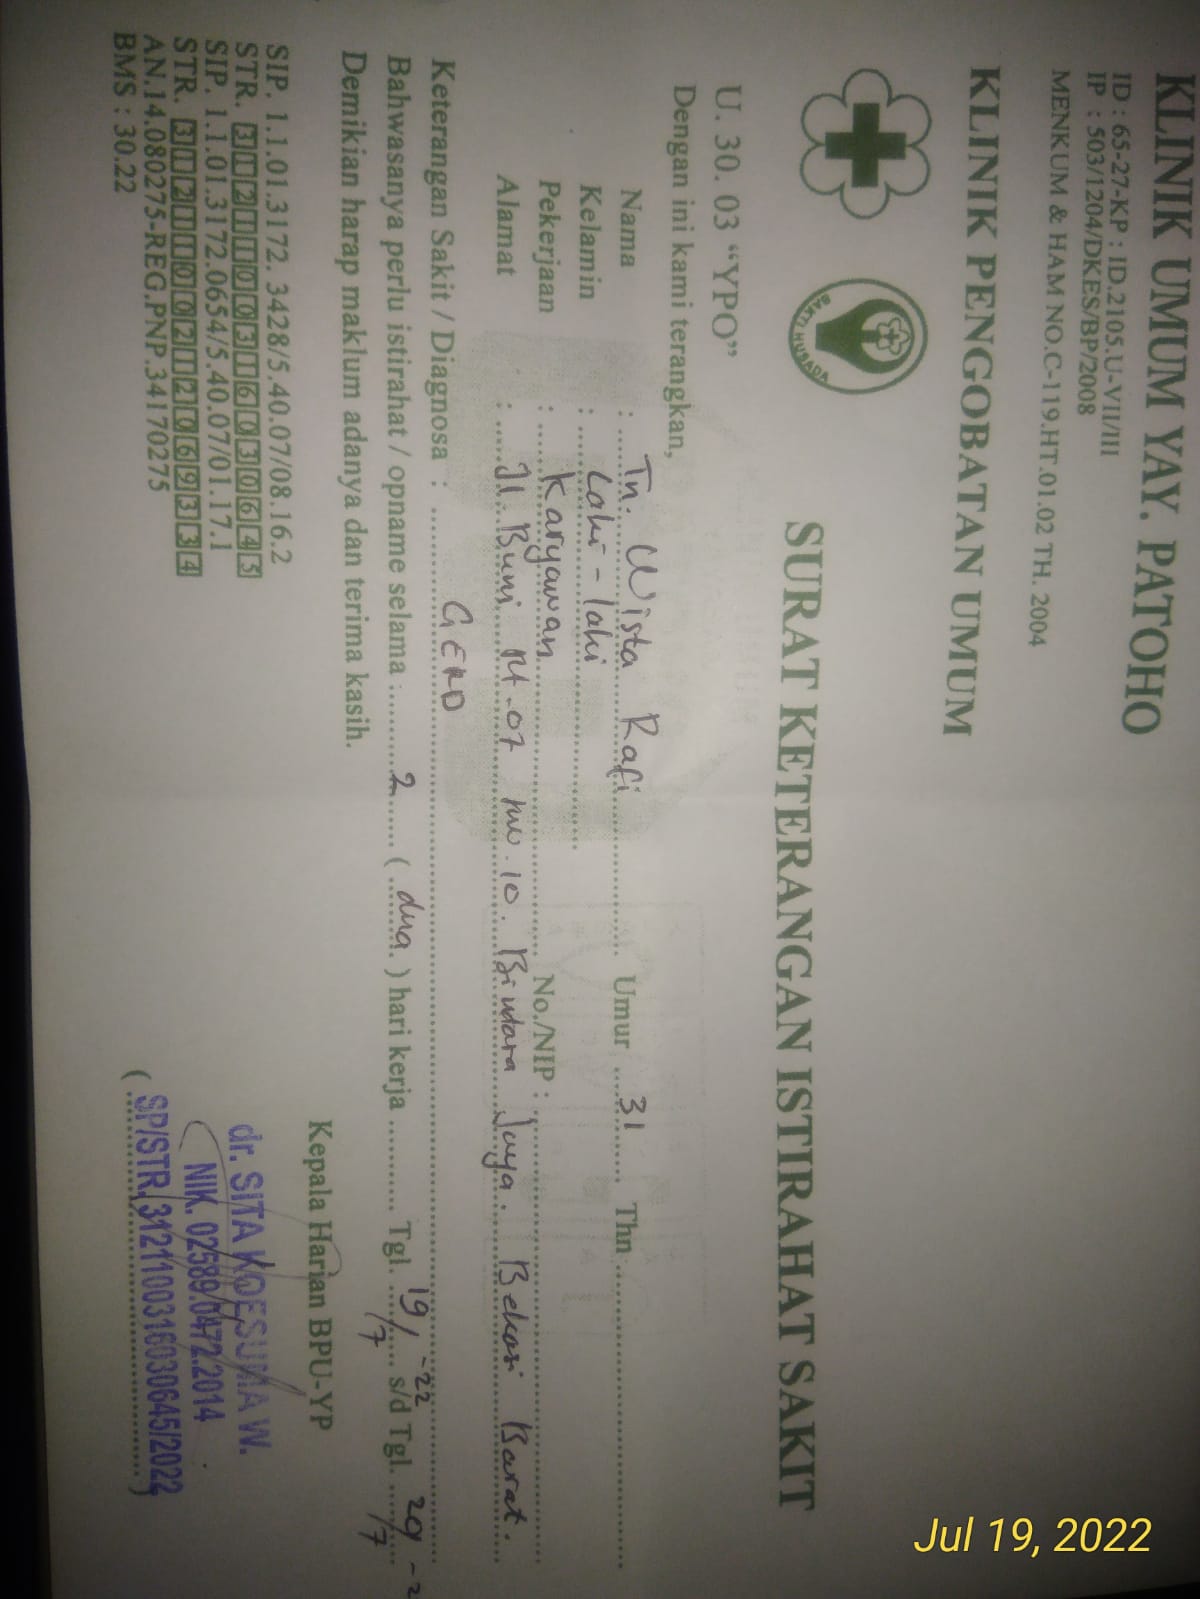 KLINIK UMUM YAY. PATOHO
ID : 65-27-KP : ID.2105.U-VII/III
IP : 503/1204/DKES/BP/2008
MENKUM & HAM NO.C-119.HT.01.02 TH. 2004
Jul 19, 2022
KLINIK PENGOBATAN UMUM
BAKTI HUSADA
SURAT KETERANGAN ISTIRAHAT SAKIT
U. 30. 03 “YPO”
Dengan ini kami terangkan,
Nama : Tn. Wista Rafi Umur 31 Thn
Kelamin : Laki - laki
Pekerjaan : Karyawan No./NIP :
Alamat : Jl. Buni Rt. 07 rw. 10. Bintara Jaya. Bekasi Barat.
Keterangan Sakit / Diagnosa : GERD
Bahwasanya perlu istirahat / opname selama : 2 ( dua ) hari kerja Tgl. 19/7 -22 s/d Tgl. 20/7 -2
Demikian harap maklum adanya dan terima kasih.
Kepala Harian BPU-YP
SIP. 1.1.01.3172. 3428/5.40.07/08.16.2
STR. 3121100316030645
SIP. 1.1.01.3172.0654/5.40.07/01.17.1
STR. 3121100212069334
AN.14.080275-REG.PNP.34170275
BMS : 30.22
dr. SITA KOESUMA W.
NIK. 02589.0472.2014
( SP/STR. 3121100316030645/2022 )